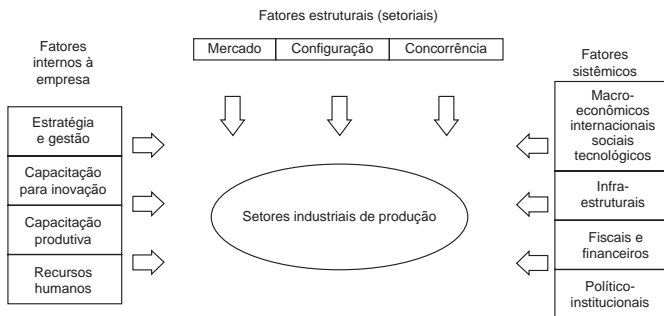 Fatores estruturais (setoriais)
Mercado
Configuração
Concorrência
Fatores
internos à
empresa
Estratégia
e gestão
Capacitação
para inovação
Capacitação
produtiva
Recursos
humanos
Setores industriais de produção
Fatores
sistêmicos
Macro-
econômicos
internacionais
sociais
tecnológicos
Infra-
estruturais
Fiscais e
financeiros
Político-
institucionais